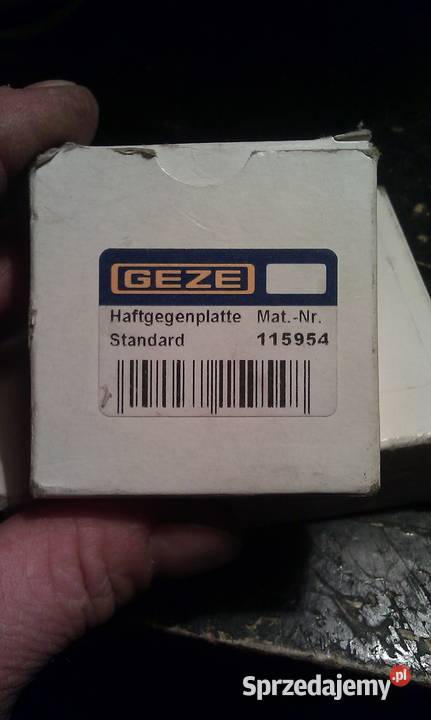 GEZE
Haftgegenplatte Mat.-Nr.
Standard 115954
Sprzedajemy.pl